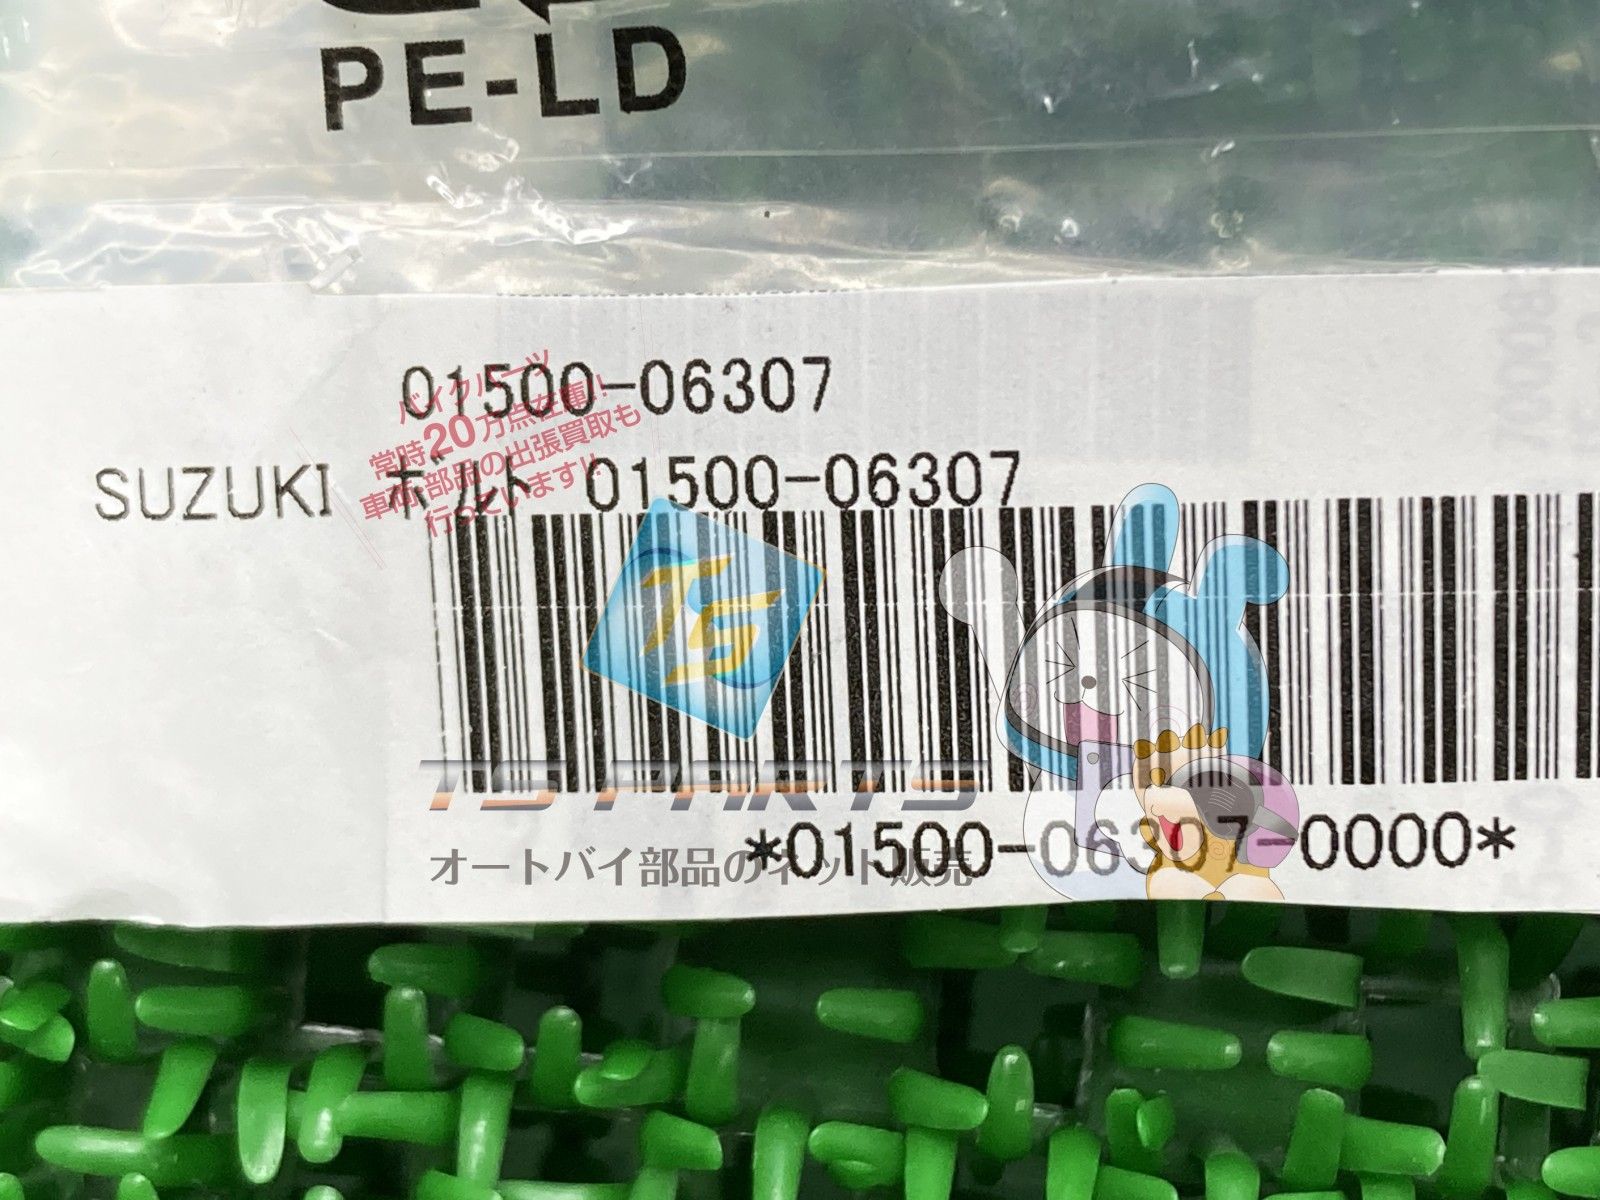 PE-LD
01500-06307
バイクパーツ
常時20万点在庫!!
車両・部品の出張買取も
行っています!!
SUZUKI ボルト 01500-06307
TS
TS PARTS
*01500-06307-0000*
オートバイ部品のネット販売